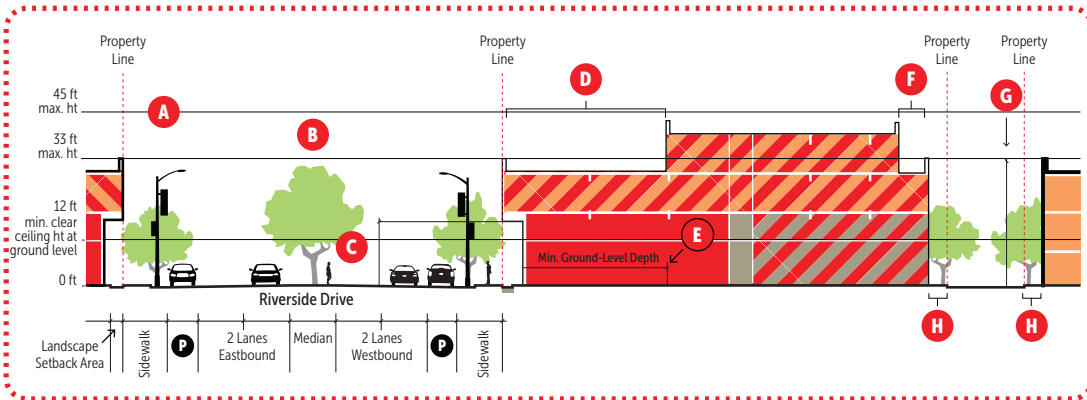 Property
Line
Property
Line
Property
Line
Property
Line
D
F
G
45 ft
max. ht
A
B
33 ft
max. ht
12 ft
min. clear
ceiling ht at
ground level
C
E
Min. Ground-Level Depth
0 ft
Riverside Drive
H
H
Landscape
Setback Area
Sidewalk
P
2 Lanes
Eastbound
Median
2 Lanes
Westbound
P
Sidewalk